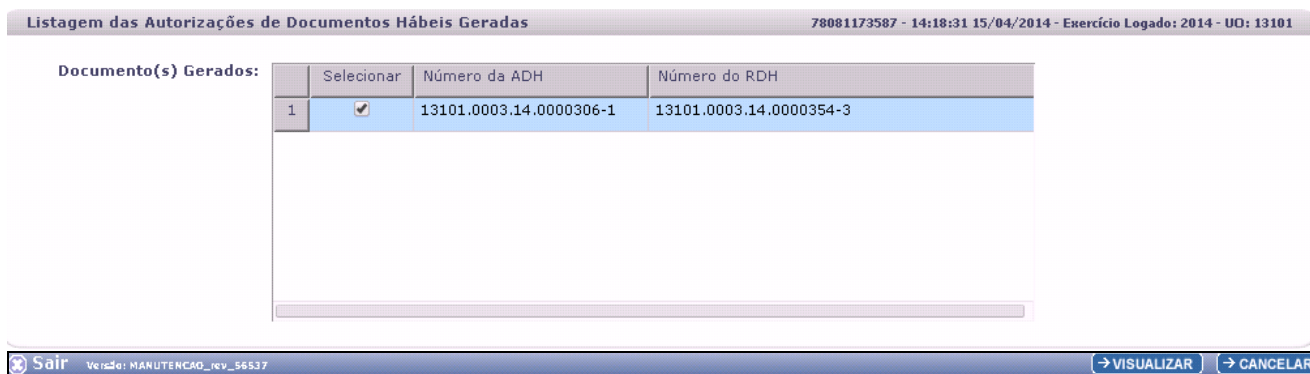 Listagem das Autorizações de Documentos Hábeis Geradas 78081173587 - 14:18:31 15/04/2014 - Exercício Logado: 2014 - UO: 13101
Documento(s) Gerados: Selecionar Número da ADH Número do RDH
1 13101.0003.14.0000306-1 13101.0003.14.0000354-3
Sair Versão: MANUTENCAO_rev_56537 VISUALIZAR CANCELAR